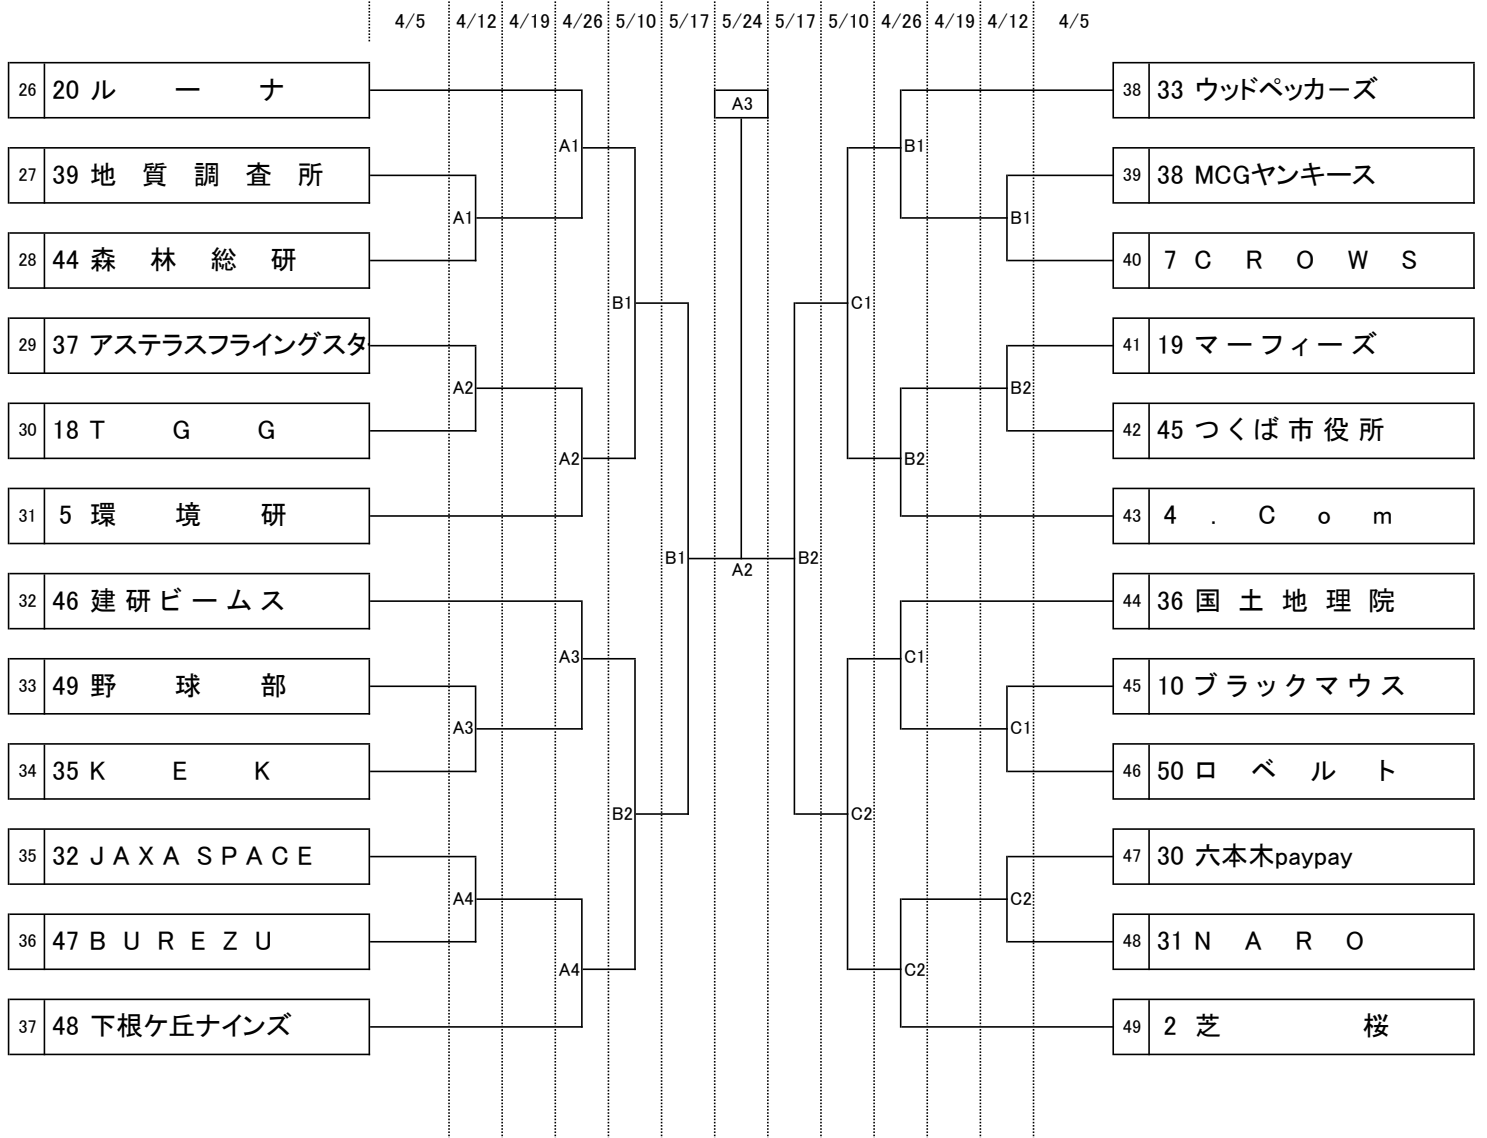 4/5 4/12 4/19 4/26 5/10 5/17 5/24 5/17 5/10 4/26 4/19 4/12 4/5
26 20 ルーナ A3 38 33 ウッドペッカーズ
A1 B1
27 39 地質調査所 39 38 MCGヤンキース
A1 B1
28 44 森林総研 40 7 CROWS
B1 C1
29 37 アステラスフライングスタ 41 19 マーフィーズ
A2 B2
30 18 TGG 42 45 つくば市役所
A2 B2
31 5 環境研 43 4 .Com
B1 A2 B2
32 46 建研ビームス 44 36 国土地理院
A3 C1
33 49 野球部 45 10 ブラックマウス
A3 C1
34 35 KEK 46 50 ロベルト
B2 C2
35 32 JAXA SPACE 47 30 六本木paypay
A4 C2
36 47 BUREZU 48 31 NARO
A4 C2
37 48 下根ケ丘ナインズ 49 2 芝桜